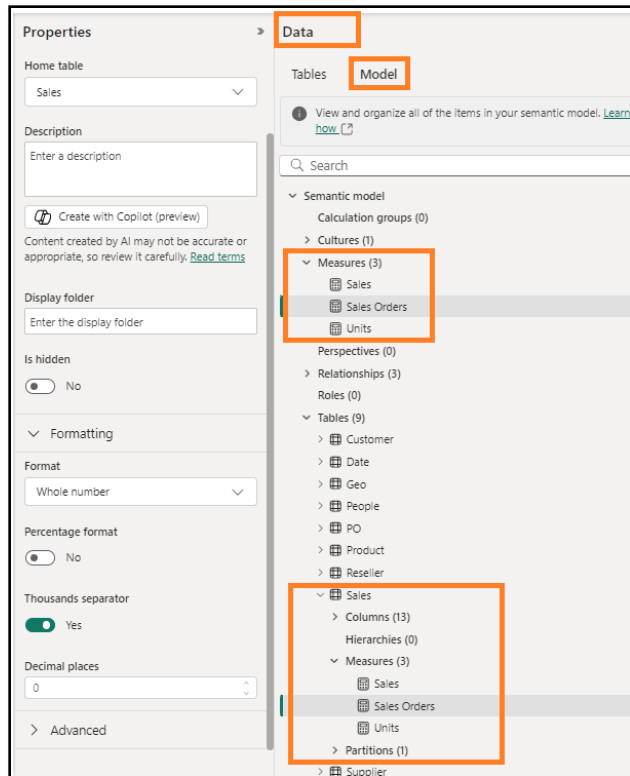 Properties
Home table
Sales
Description
Enter a description
Create with Copilot (preview)
Content created by AI may not be accurate or
appropriate, so review it carefully. Read terms
Display folder
Enter the display folder
Is hidden
No
Formatting
Format
Whole number
Percentage format
No
Thousands separator
Yes
Decimal places
0
Advanced
Data
Tables
Model
View and organize all of the items in your semantic model. Learn
how
Search
Semantic model
Calculation groups (0)
Cultures (1)
Measures (3)
Sales
Sales Orders
Units
Perspectives (0)
Relationships (3)
Roles (0)
Tables (9)
Customer
Date
Geo
People
PO
Product
Reseller
Sales
Columns (13)
Hierarchies (0)
Measures (3)
Sales
Sales Orders
Units
Partitions (1)
Supplier